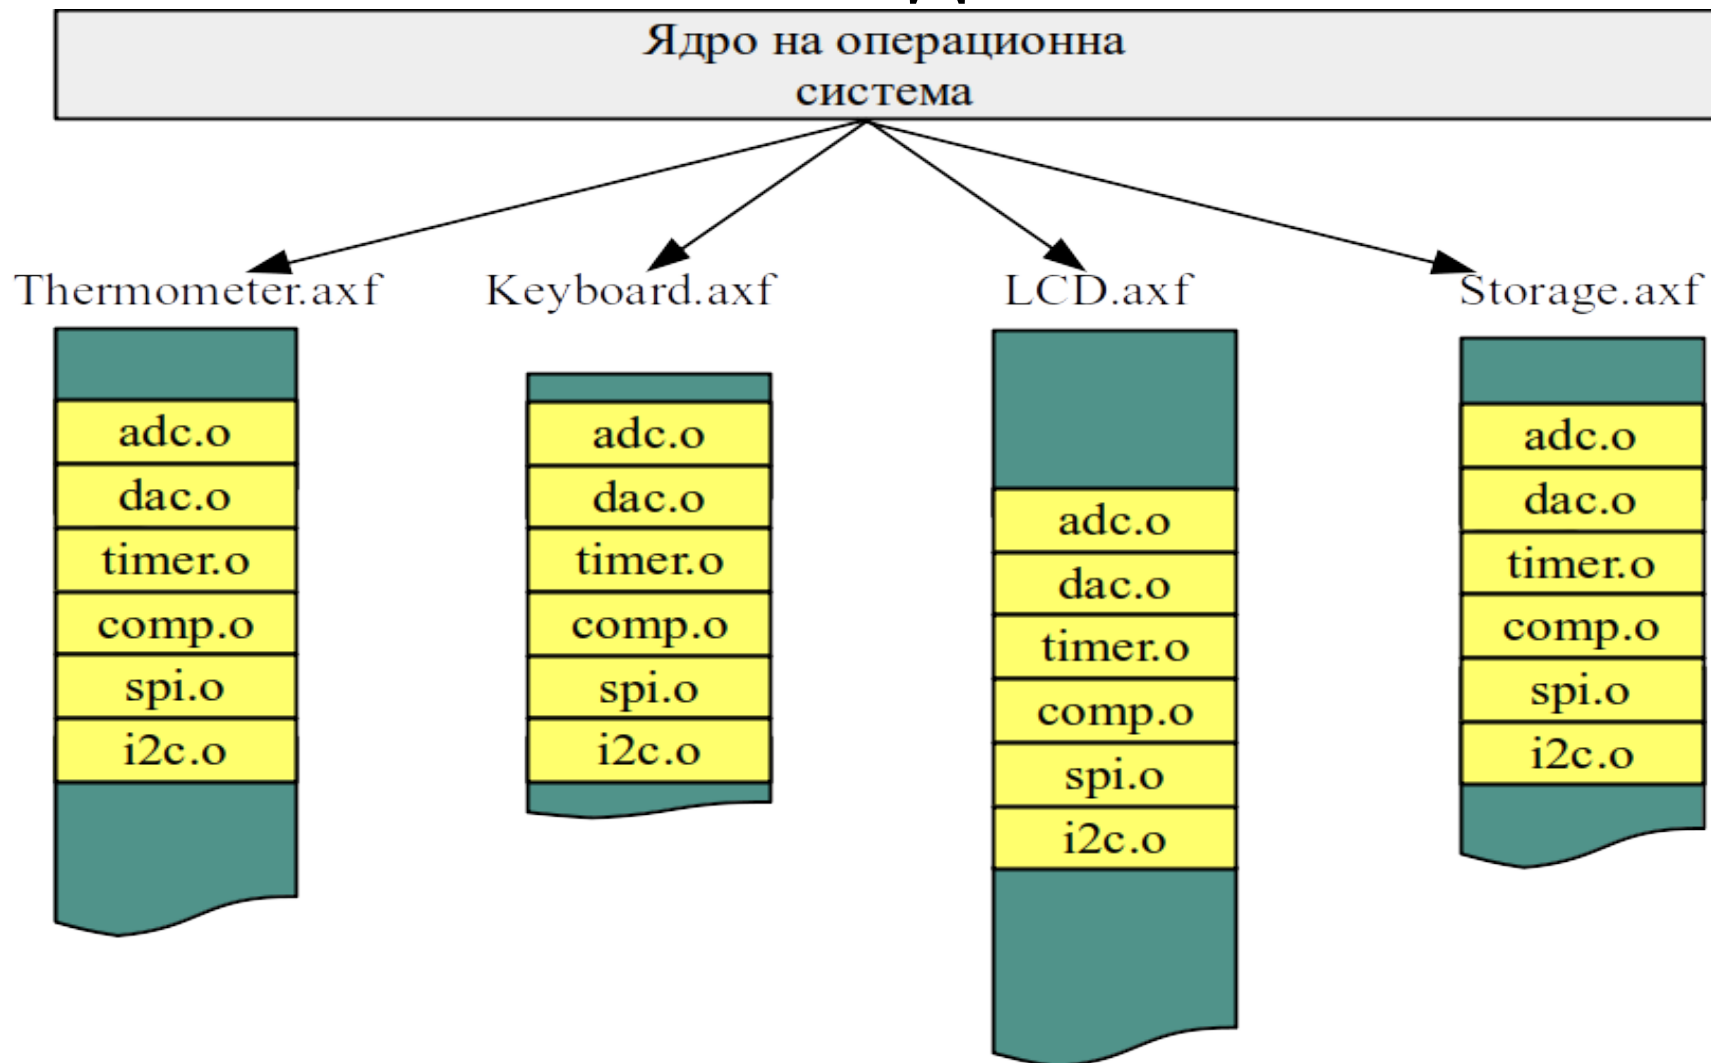 Ядро на операционна
система
Thermometer.axf
Keyboard.axf
LCD.axf
Storage.axf
adc.o
dac.o
timer.o
comp.o
spi.o
i2c.o
adc.o
dac.o
timer.o
comp.o
spi.o
i2c.o
adc.o
dac.o
timer.o
comp.o
spi.o
i2c.o
adc.o
dac.o
timer.o
comp.o
spi.o
i2c.o